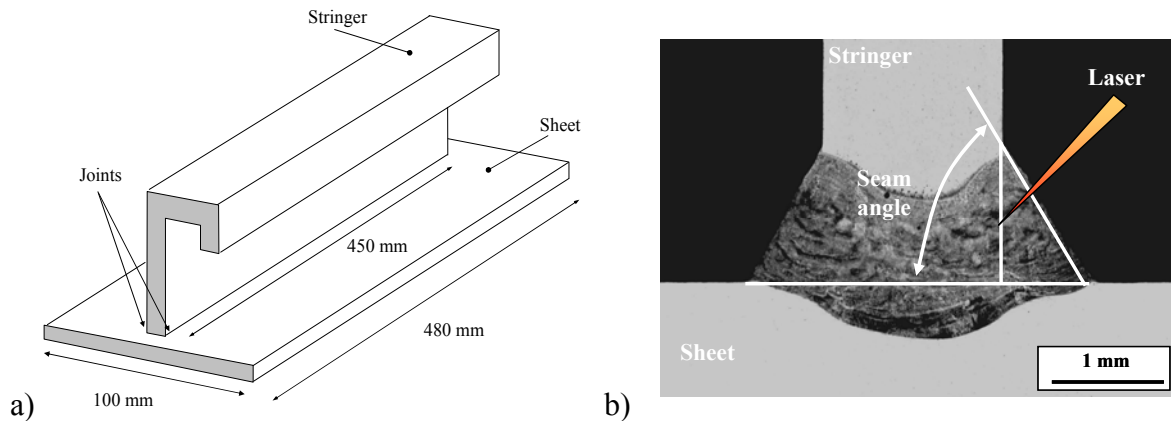 Stringer
Sheet
Joints
450 mm
480 mm
100 mm
a)
Stringer
Laser
Seam
angle
Sheet
1 mm
b)